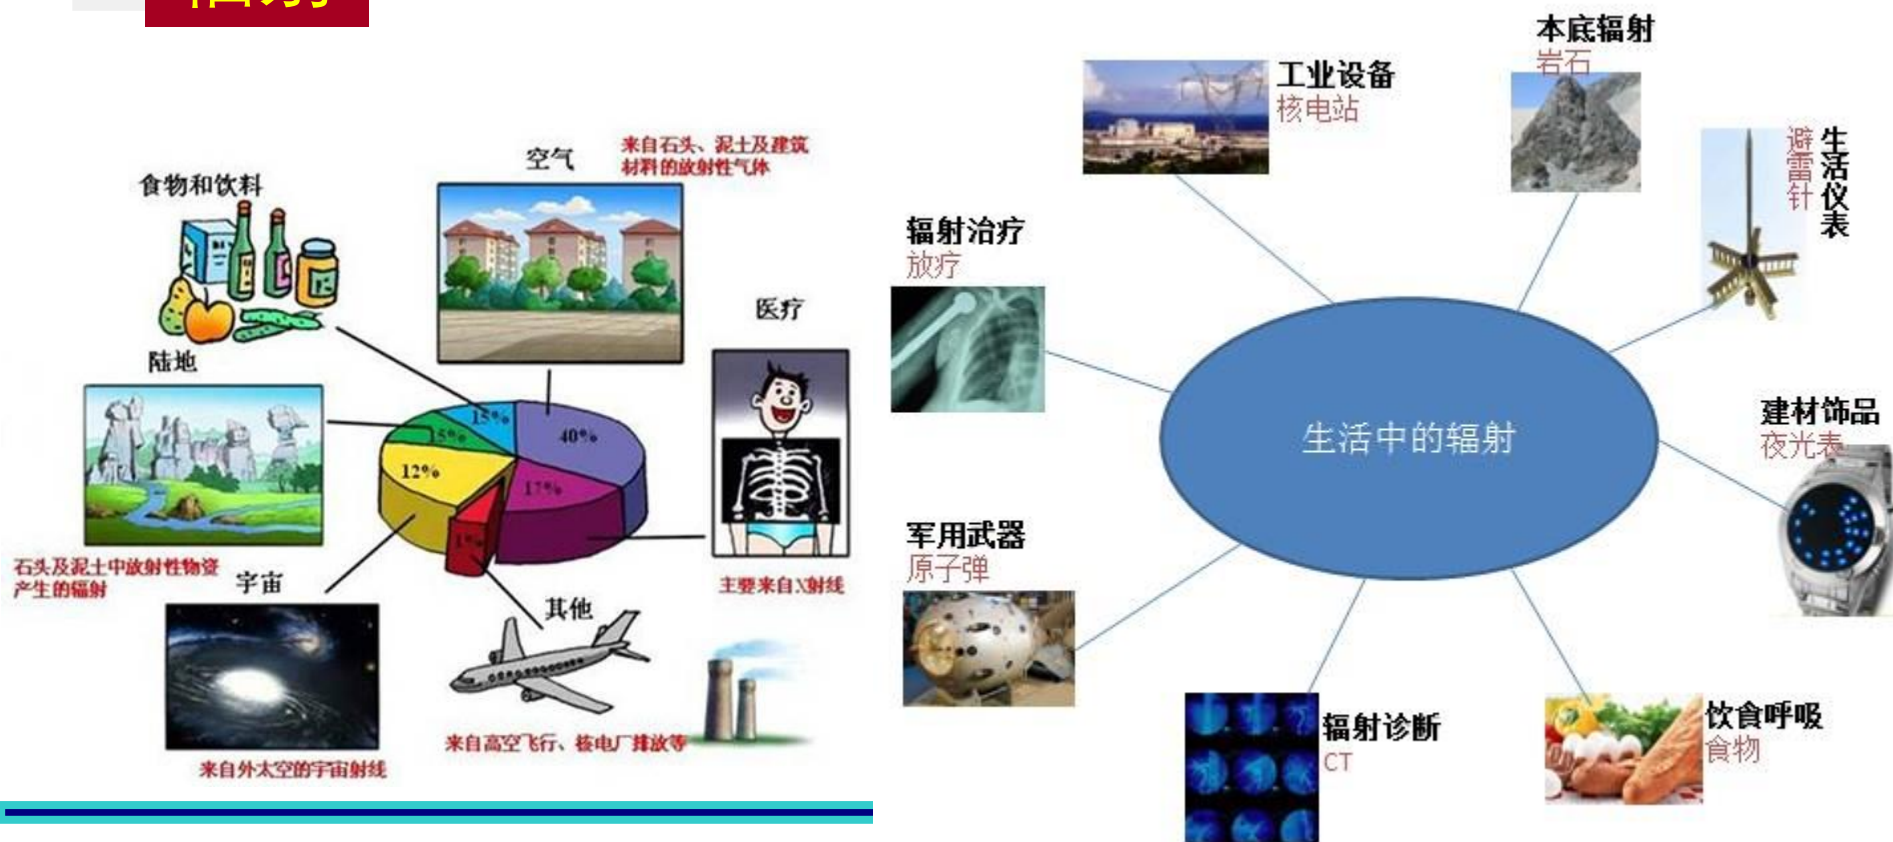 辐射
空气
来自石头、泥土及建筑
材料的放射性气体
食物和饮料
医疗
陆地
15%
40%
15%
12%
17%
1%
石头及泥土中放射性物资
产生的辐射
宇宙
其他
主要来自X射线
来自高空飞行、核电厂排放等
来自外太空的宇宙射线
本底辐射
岩石
工业设备
核电站
生活仪表
避雷针
辐射治疗
放疗
生活中的辐射
建材饰品
夜光表
军用武器
原子弹
辐射诊断
CT
饮食呼吸
食物